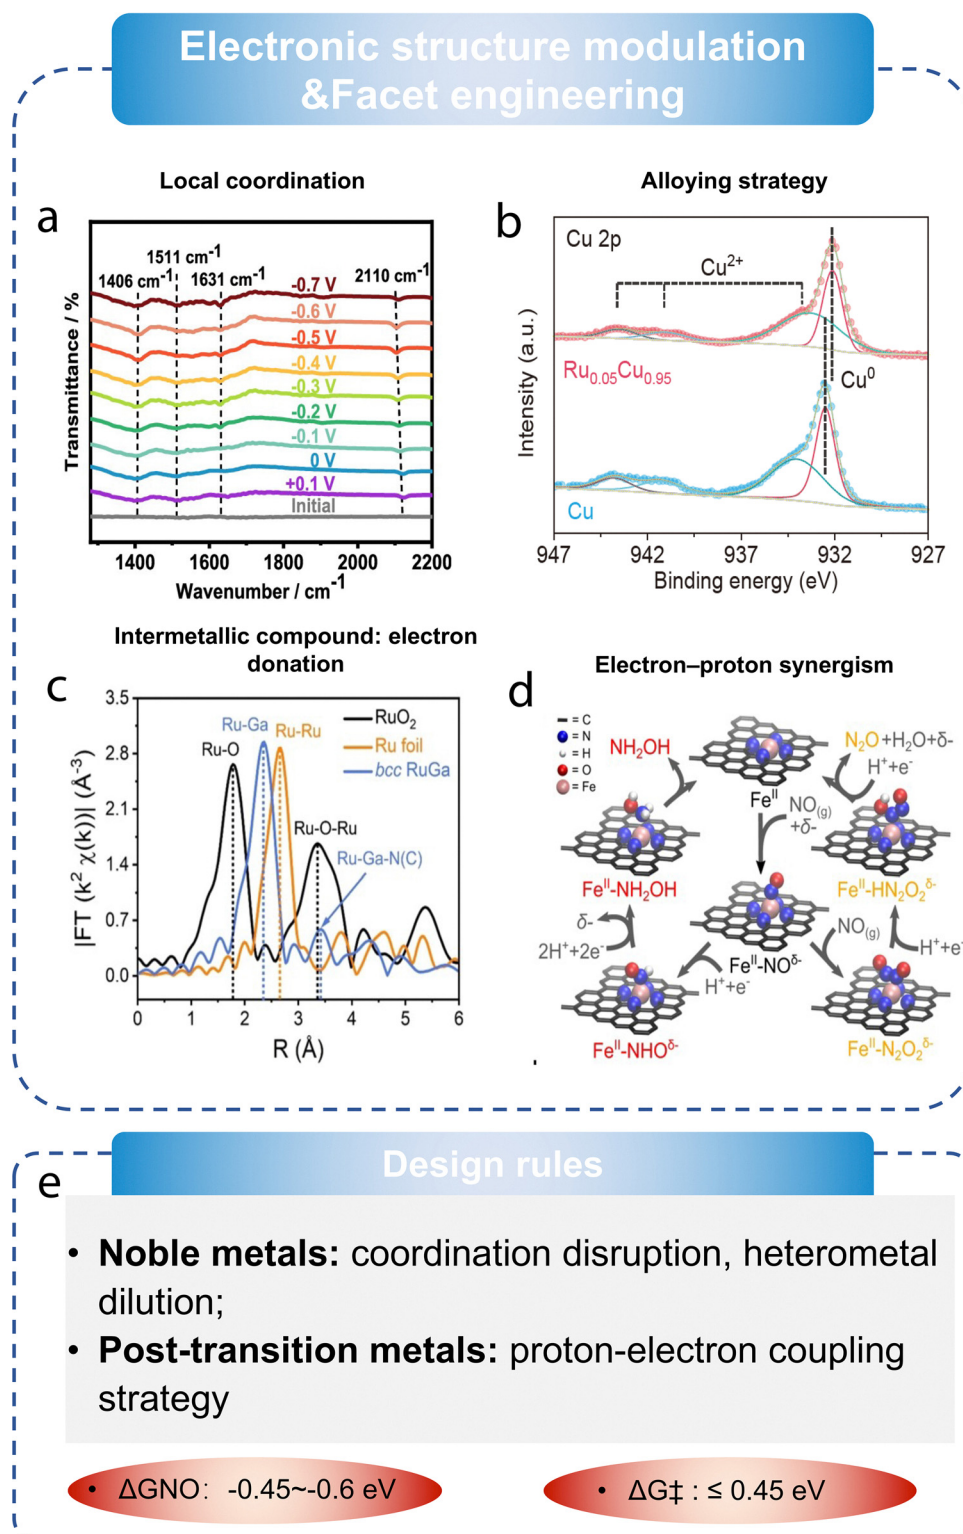 Electronic structure modulation
&Facet engineering
Local coordination
a
1511 cm-1
1406 cm-1
1631 cm-1
2110 cm-1
-0.7 V
-0.6 V
-0.5 V
-0.4 V
-0.3 V
-0.2 V
-0.1 V
0 V
+0.1 V
Initial
Transmittance / %
1400 1600 1800 2000 2200
Wavenumber / cm-1
Alloying strategy
b
Cu 2p
Cu2+
Ru0.05Cu0.95
Cu0
Cu
Intensity (a.u.)
947 942 937 932 927
Binding energy (eV)
Intermetallic compound: electron
donation
c
3.5
2.8
2.1
1.4
0.7
0.0
|FT (k2 χ(k))| (Å-3)
Ru-Ga
Ru-O
Ru-Ru
RuO2
Ru foil
bcc RuGa
Ru-O-Ru
Ru-Ga-N(C)
0 1 2 3 4 5 6
R (Å)
Electron–proton synergism
d
= C
= N
= H
= O
= Fe
NH2OH
N2O+H2O+δ-
H++e-
FeII
NO(g)
+δ-
FeII-NH2OH
FeII-HN2O2δ-
δ-
2H++2e-
FeII-NOδ-
NO(g)
H++e-
H++e-
FeII-NHOδ-
FeII-N2O2δ-
Design rules
e
• Noble metals: coordination disruption, heterometal
dilution;
• Post-transition metals: proton-electron coupling
strategy
• ΔGNO: -0.45~-0.6 eV
• ΔG‡ : ≤ 0.45 eV